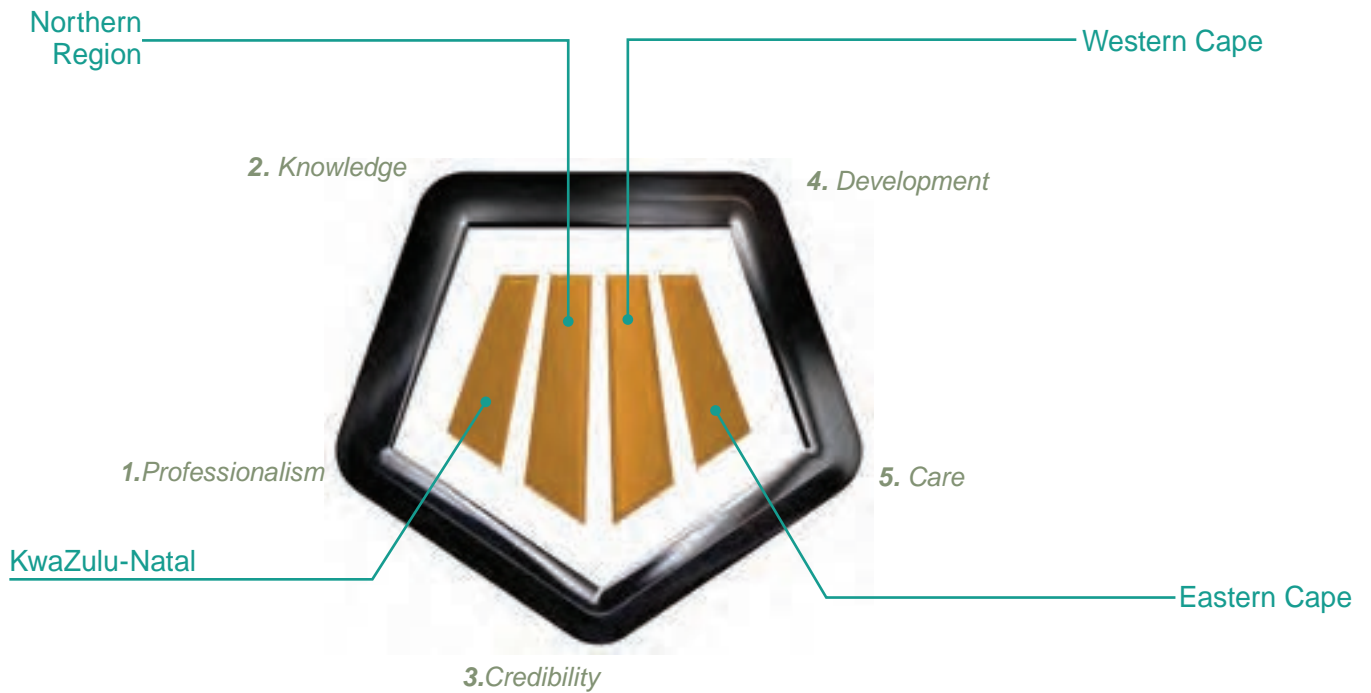 Northern
Region
Western Cape
2. Knowledge
4. Development
1.Professionalism
5. Care
KwaZulu-Natal
Eastern Cape
3.Credibility